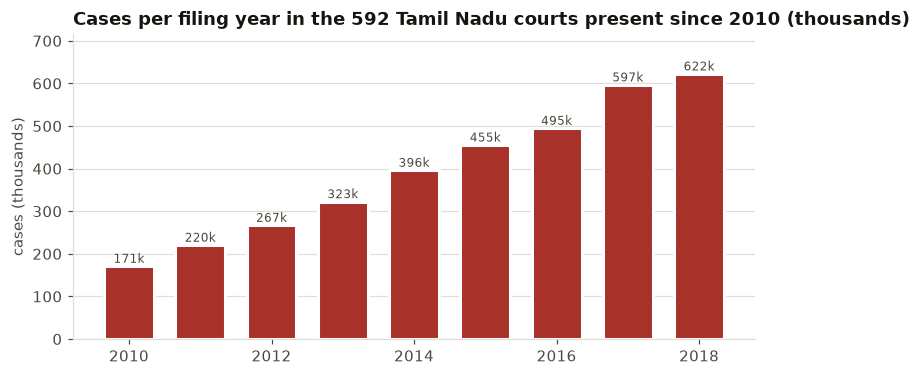 Cases per filing year in the 592 Tamil Nadu courts present since 2010 (thousands)
cases (thousands)
700
600
500
400
300
200
100
0
171k
220k
267k
323k
396k
455k
495k
597k
622k
2010
2012
2014
2016
2018